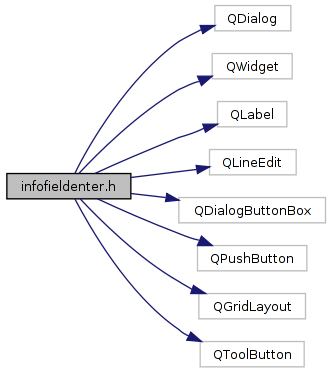 QDialog
QWidget
QLabel
QLineEdit
infofieldenter.h
QDialogButtonBox
QPushButton
QGridLayout
QToolButton